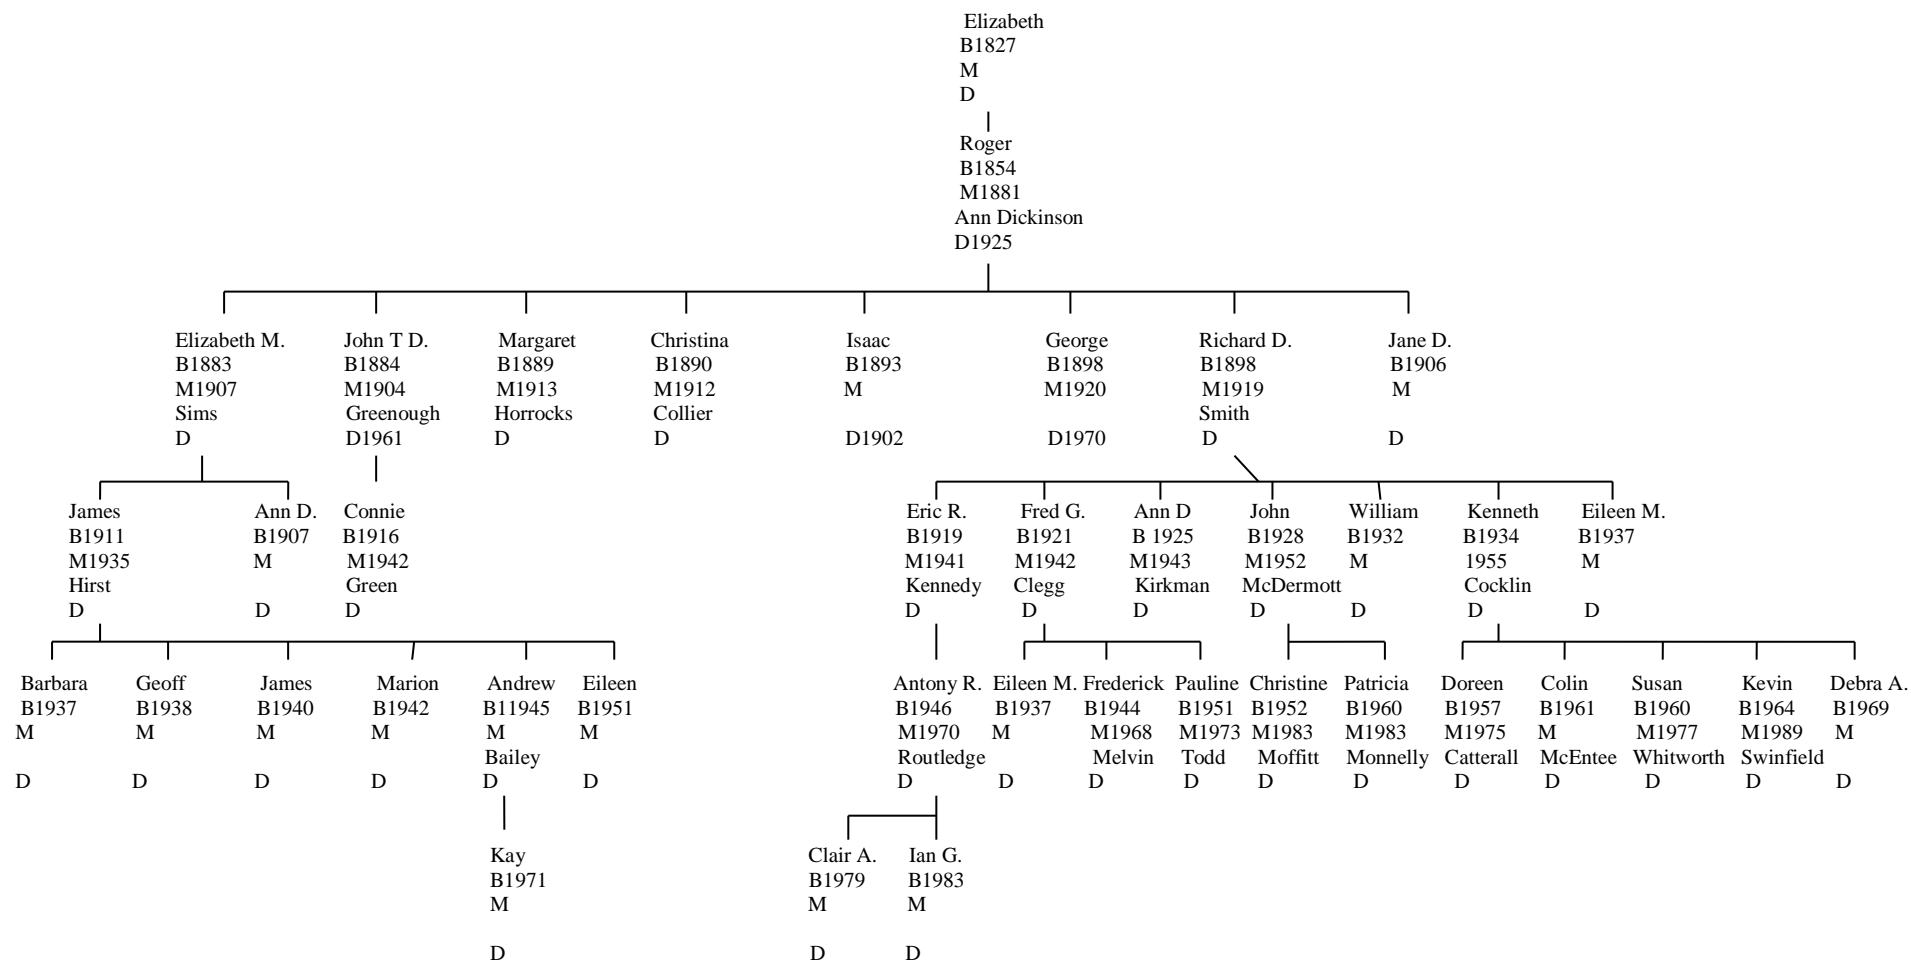 Elizabeth
B1827
M
D
Roger
B1854
M1881
Ann Dickinson
D1925
Elizabeth M. John T D. Margaret Christina Isaac George Richard D. Jane D.
B1883 B1884 B1889 B1890 B1893 B1898 B1898 B1906
M1907 M1904 M1913 M1912 M M1920 M1919 M
Sims Greenough Horrocks Collier Smith
D D1961 D D D1902 D1970 D D
James Ann D. Connie Eric R. Fred G. Ann D John William Kenneth Eileen M.
B1911 B1907 B1916 B1919 B1921 B 1925 B1928 B1932 B1934 B1937
M1935 M M1942 M1941 M1942 M1943 M1952 M 1955 M
Hirst Green Kennedy Clegg Kirkman McDermott Cocklin
D D D D D D D D D D
Barbara Geoff James Marion Andrew Eileen Antony R. Eileen M. Frederick Pauline Christine Patricia Doreen Colin Susan Kevin Debra A.
B1937 B1938 B1940 B1942 B11945 B1951 B1946 B1937 B1944 B1951 B1952 B1960 B1957 B1961 B1960 B1964 B1969
M M M M M M M1970 M M1968 M1973 M1983 M1983 M1975 M M1977 M1989 M
Bailey Routledge Melvin Todd Moffitt Monnelly Catterall McEntee Whitworth Swinfield
D D D D D D D D D D D D D D D D D
Kay Clair A. Ian G.
B1971 B1979 B1983
M M M
D D D